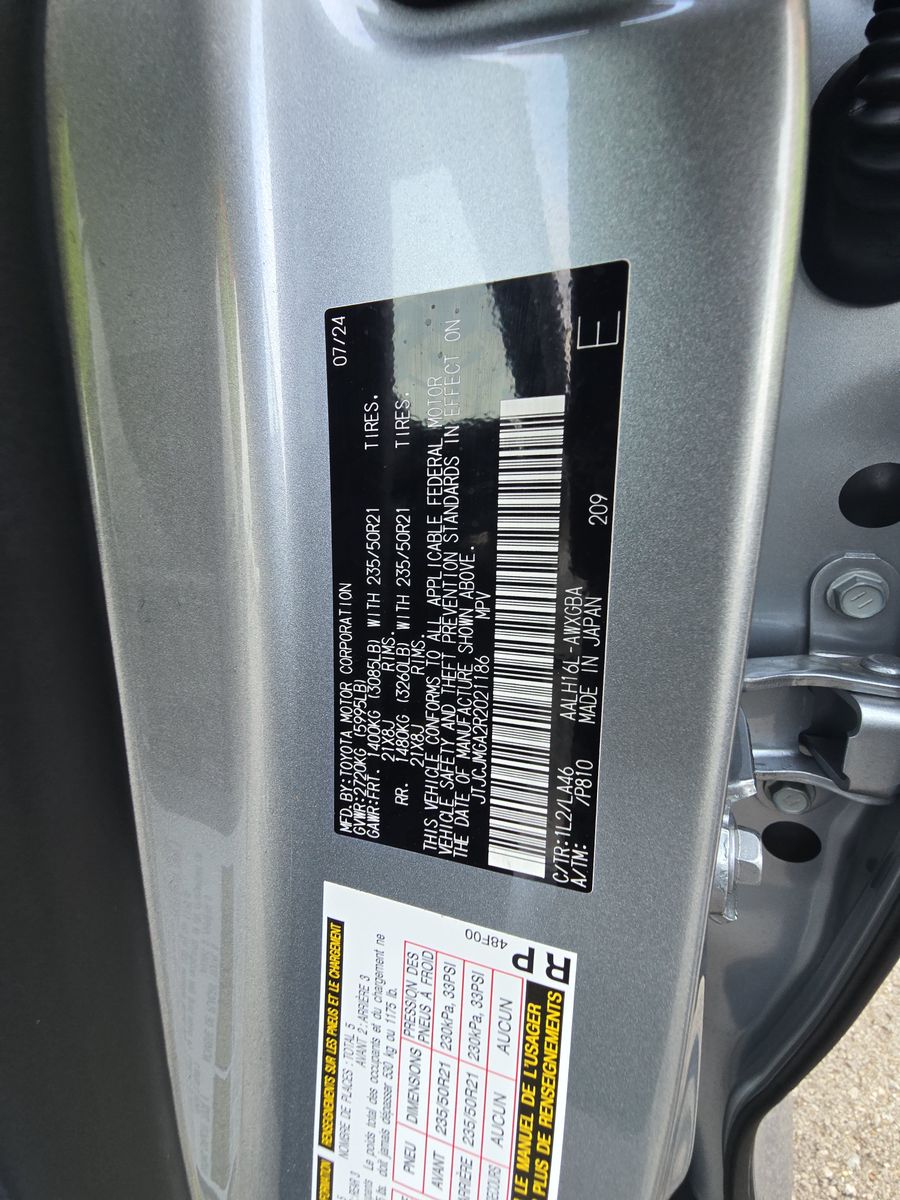 MFD.BY:TOYOTA MOTOR CORPORATION 07/24
GVWR:2720KG (5995LB)
GAWR:FRT. 1400KG (3085LB) WITH 235/50R21 TIRES.
21X8J RIMS.
RR. 1480KG (3260LB) WITH 235/50R21 TIRES.
21X8J RIMS.
THIS VEHICLE CONFORMS TO ALL APPLICABLE FEDERAL MOTOR
VEHICLE SAFETY AND THEFT PREVENTION STANDARDS IN EFFECT ON
THE DATE OF MANUFACTURE SHOWN ABOVE.
JTJCJMGA2R2021186 MPV
C/TR:1L2/LA46 AALH16L-AWXGBA 209
A/TM: /P810 MADE IN JAPAN E
RENSEIGNEMENTS SUR LES PNEUS ET LE CHARGEMENT
NOMBRE DE PLACES : TOTAL 5
AVANT 2 : ARRIÈRE 3
Le poids total des occupants et du chargement ne
doit jamais dépasser 530 kg ou 1175 lb.
PNEU DIMENSIONS PRESSION DES PNEUS À FROID
AVANT 235/50R21 230kPa, 33PSI
ARRIÈRE 235/50R21 230kPa, 33PSI
AUCUN AUCUN
LE MANUEL DE L'USAGER
PLUS DE RENSEIGNEMENTS
48F00
R
P